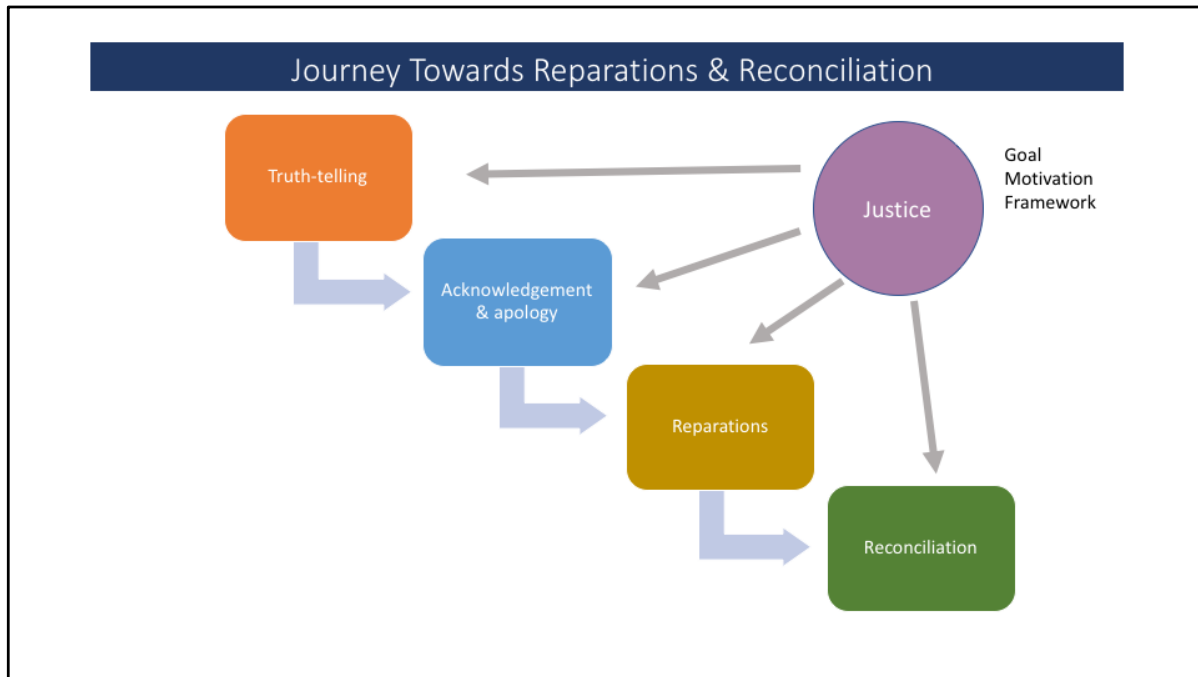 Journey Towards Reparations & Reconciliation
Truth-telling
Justice
Goal
Motivation
Framework
Acknowledgement
& apology
Reparations
Reconciliation